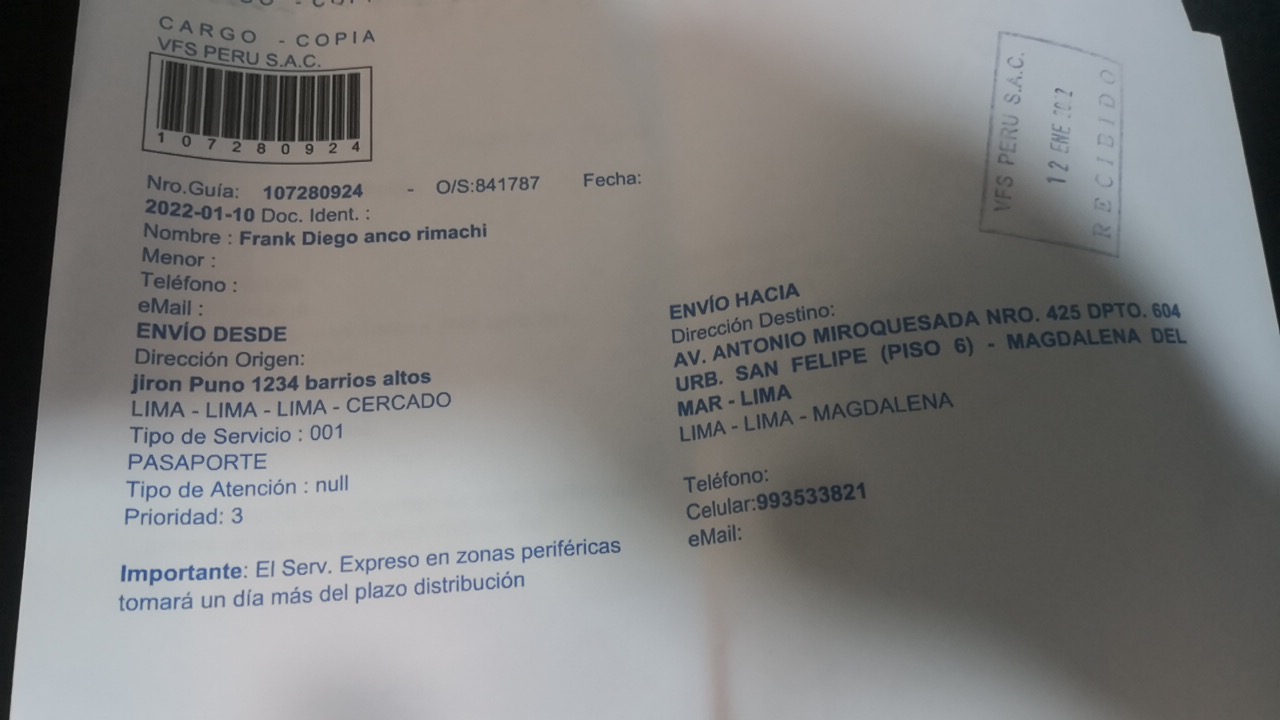 CARGO - COPIA
VFS PERU S.A.C.
107280924
Nro.Guía: 107280924 - O/S:841787 Fecha:
2022-01-10 Doc. Ident. :
Nombre : Frank Diego anco rimachi
Menor :
Teléfono :
eMail :
ENVÍO DESDE
Dirección Origen:
jiron Puno 1234 barrios altos
LIMA - LIMA - LIMA - CERCADO
Tipo de Servicio : 001
PASAPORTE
Tipo de Atención : null
Prioridad: 3
Importante: El Serv. Expreso en zonas periféricas
tomará un día más del plazo distribución
VFS PERU S.A.C.
12 ENE
RECIBIDO
ENVÍO HACIA
Dirección Destino:
AV. ANTONIO MIROQUESADA NRO. 425 DPTO. 604
URB. SAN FELIPE (PISO 6) - MAGDALENA DEL
MAR - LIMA
LIMA - LIMA - MAGDALENA
Teléfono:
Celular:993533821
eMail: